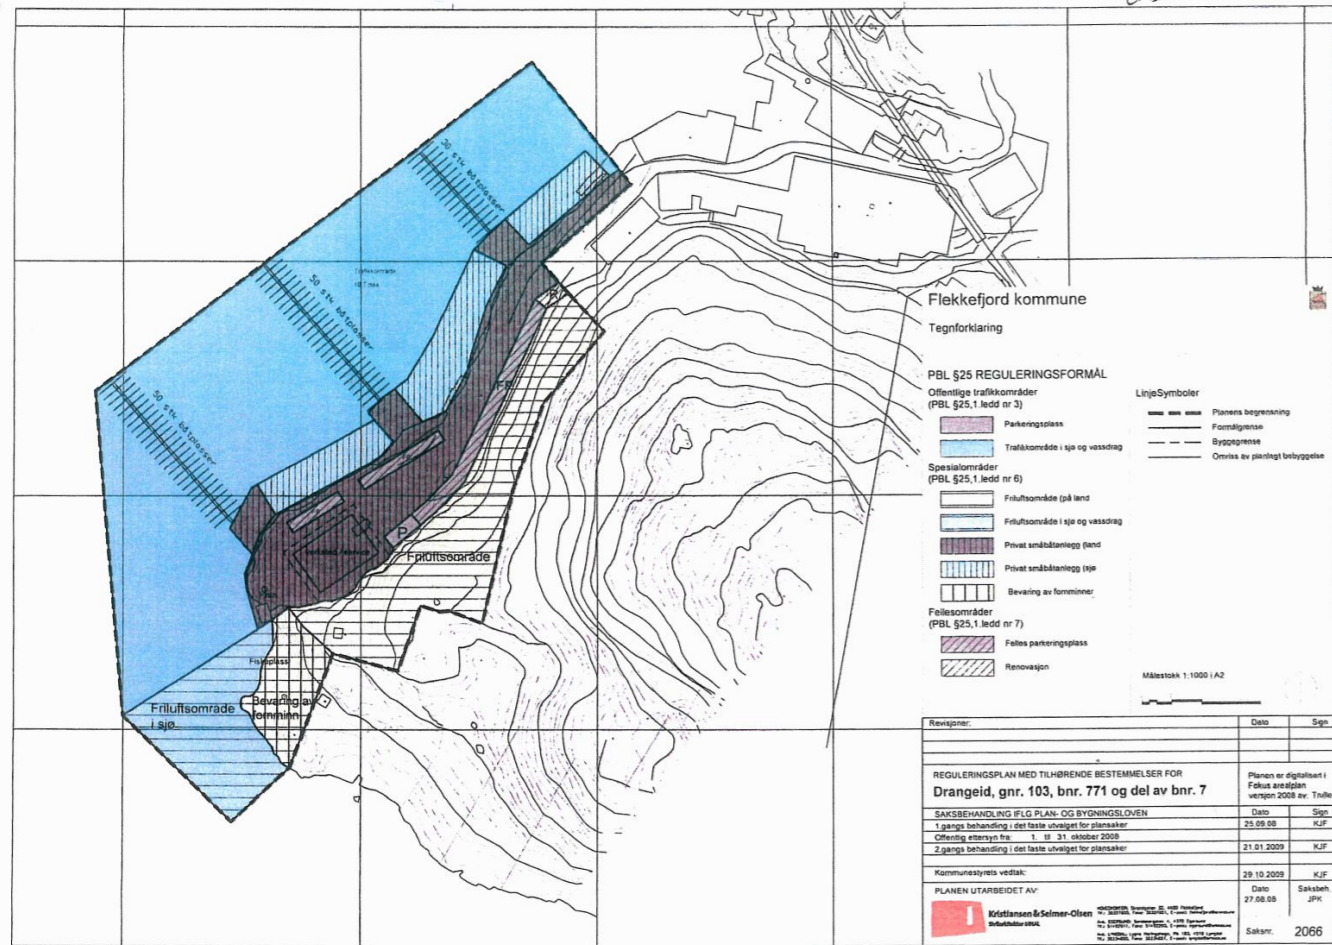 30 stk båtplasser
50 stk båtplasser
50 stk båtplasser
FP
P
Friluftsområde
Fiskeplass
Bevaring av
fornminn
Friluftsområde
i sjø
Flekkefjord kommune
Tegnforklaring
PBL §25 REGULERINGSFORMÅL
Offentlige trafikkområder
(PBL §25,1.ledd nr 3)
Parkeringsplass
Trafikkområde i sjø og vassdrag
Spesialområder
(PBL §25,1.ledd nr 6)
Friluftsområde (på land
Friluftsområde i sjø og vassdrag
Privat småbåtanlegg (land
Privat småbåtanlegg (sjø
Bevaring av fornminner
Fellesområder
(PBL §25,1.ledd nr 7)
Felles parkeringsplass
Renovasjon
LinjeSymboler
Planens begrensning
Formålgrense
Byggegrense
Omriss av planlagt bebyggelse
Målestokk 1:1000 i A2
Revisjoner: Dato Sign
REGULERINGSPLAN MED TILHØRENDE BESTEMMELSER FOR
Drangeid, gnr. 103, bnr. 771 og del av bnr. 7
Planen er digitalisert i
Fokus arealplan
versjon 2008 av:
SAKSBEHANDLING IFLG PLAN- OG BYGNINGSLOVEN Dato Sign
1.gangs behandling i det faste utvalget for plansaker 25.09.08 KJF
Offentlig ettersyn fra: 1. til 31. oktober 2008
2.gangs behandling i det faste utvalget for plansaker 21.01.2009 KJF
Kommunestyrets vedtak: 29.10.2009 KJF
PLANEN UTARBEIDET AV: Dato Saksbeh.
27.08.08 JPK
Kristiansen & Selmer-Olsen
Saksnr. 2066